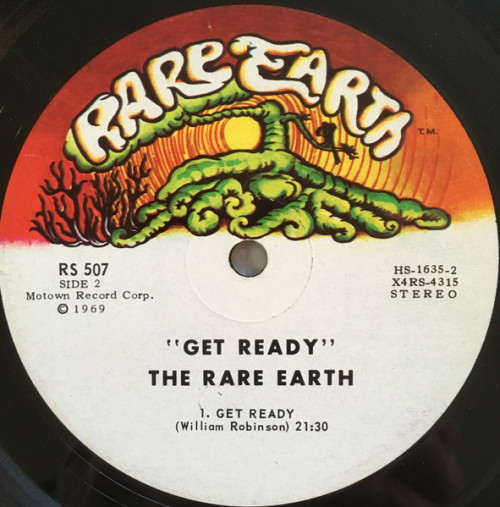 RARE EARTH
T.M.
RS 507
SIDE 2
Motown Record Corp.
© 1969
HS-1635-2
X4RS-4315
STEREO
"GET READY"
THE RARE EARTH
1. GET READY
(William Robinson) 21:30